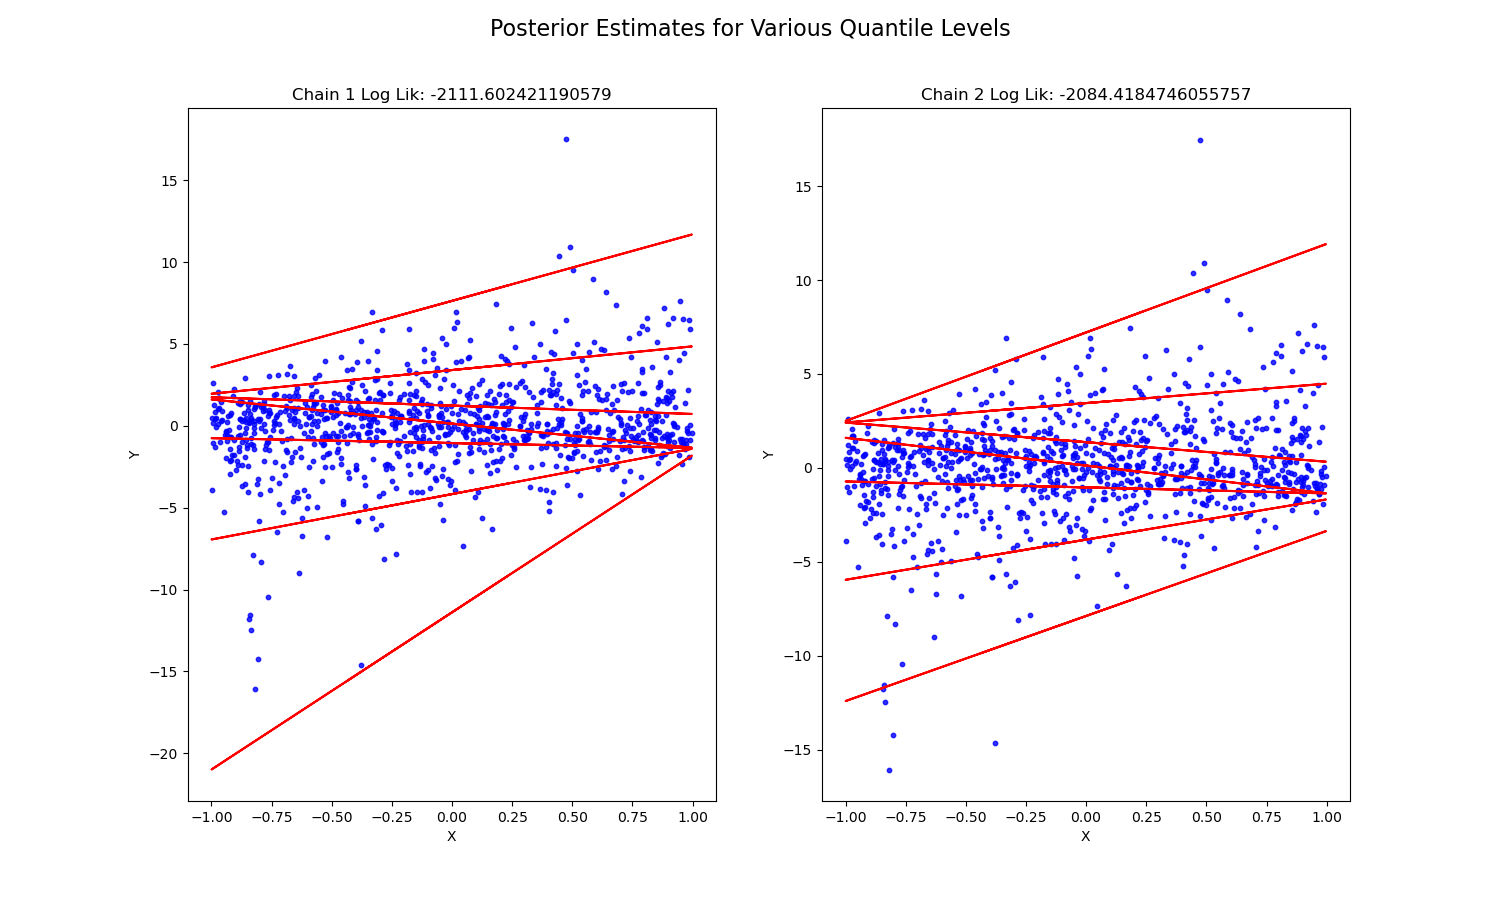 Posterior Estimates for Various Quantile Levels
Chain 1 Log Lik: -2111.602421190579
15
10
5
0
−5
−10
−15
−20
Y
−1.00 −0.75 −0.50 −0.25 0.00 0.25 0.50 0.75 1.00
X
Chain 2 Log Lik: -2084.4184746055757
15
10
5
0
−5
−10
−15
Y
−1.00 −0.75 −0.50 −0.25 0.00 0.25 0.50 0.75 1.00
X